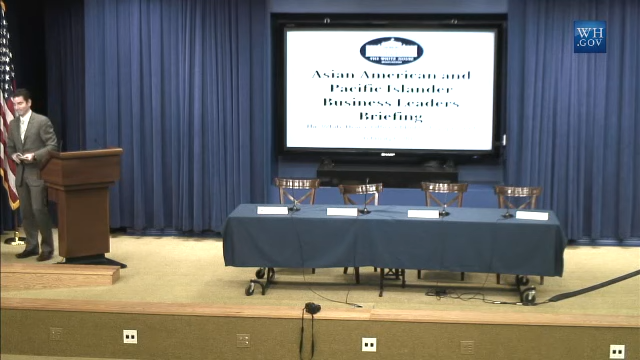 WH
.GOV
THE WHITE HOUSE
Asian American and
Pacific Islander
Business Leaders
Briefing
SHARP